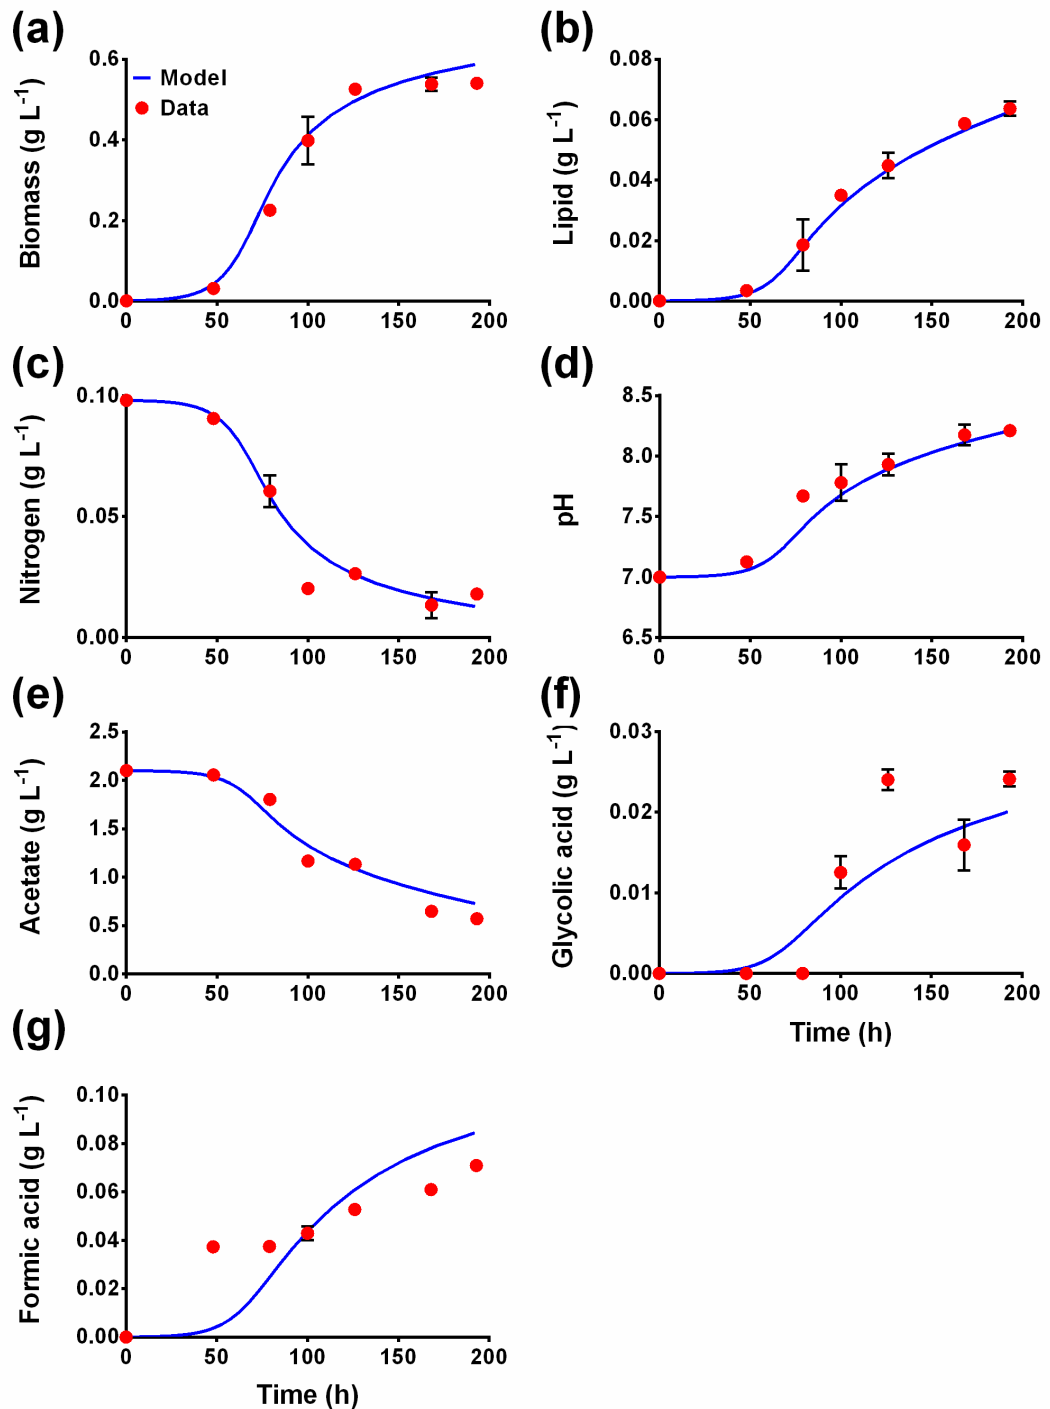 (a)
Biomass (g L-1)
0.6
0.4
0.2
0.0
Model
Data
0 50 100 150 200
(b)
Lipid (g L-1)
0.08
0.06
0.04
0.02
0.00
0 50 100 150 200
(c)
Nitrogen (g L-1)
0.10
0.05
0.00
0 50 100 150 200
(d)
pH
8.5
8.0
7.5
7.0
6.5
0 50 100 150 200
(e)
Acetate (g L-1)
2.5
2.0
1.5
1.0
0.5
0.0
0 50 100 150 200
(f)
Glycolic acid (g L-1)
0.03
0.02
0.01
0.00
0 50 100 150 200
Time (h)
(g)
Formic acid (g L-1)
0.10
0.08
0.06
0.04
0.02
0.00
0 50 100 150 200
Time (h)